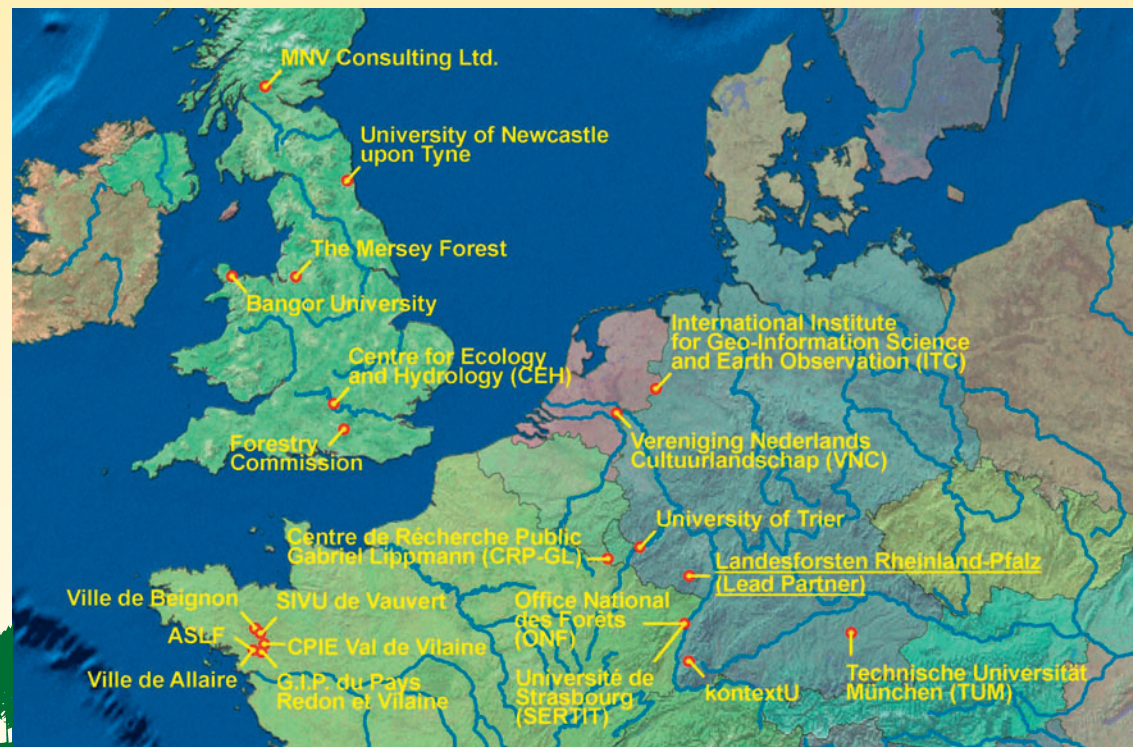 MNV Consulting Ltd.
University of Newcastle
upon Tyne
The Mersey Forest
Bangor University
International Institute
for Geo-Information Science
and Earth Observation (ITC)
Centre for Ecology
and Hydrology (CEH)
Forestry
Commission
Vereniging Nederlands
Cultuurlandschap (VNC)
University of Trier
Centre de Récherche Public
Gabriel Lippmann (CRP-GL)
Landesforsten Rheinland-Pfalz
(Lead Partner)
Ville de Beignon
SIVU de Vauvert
Office National
des Forêts
(ONF)
ASLF
CPIE Val de Vilaine
Ville de Allaire
G.I.P. du Pays
Redon et Vilaine
Université de
Strasbourg
(SERTIT)
kontextU
Technische Universität
München (TUM)